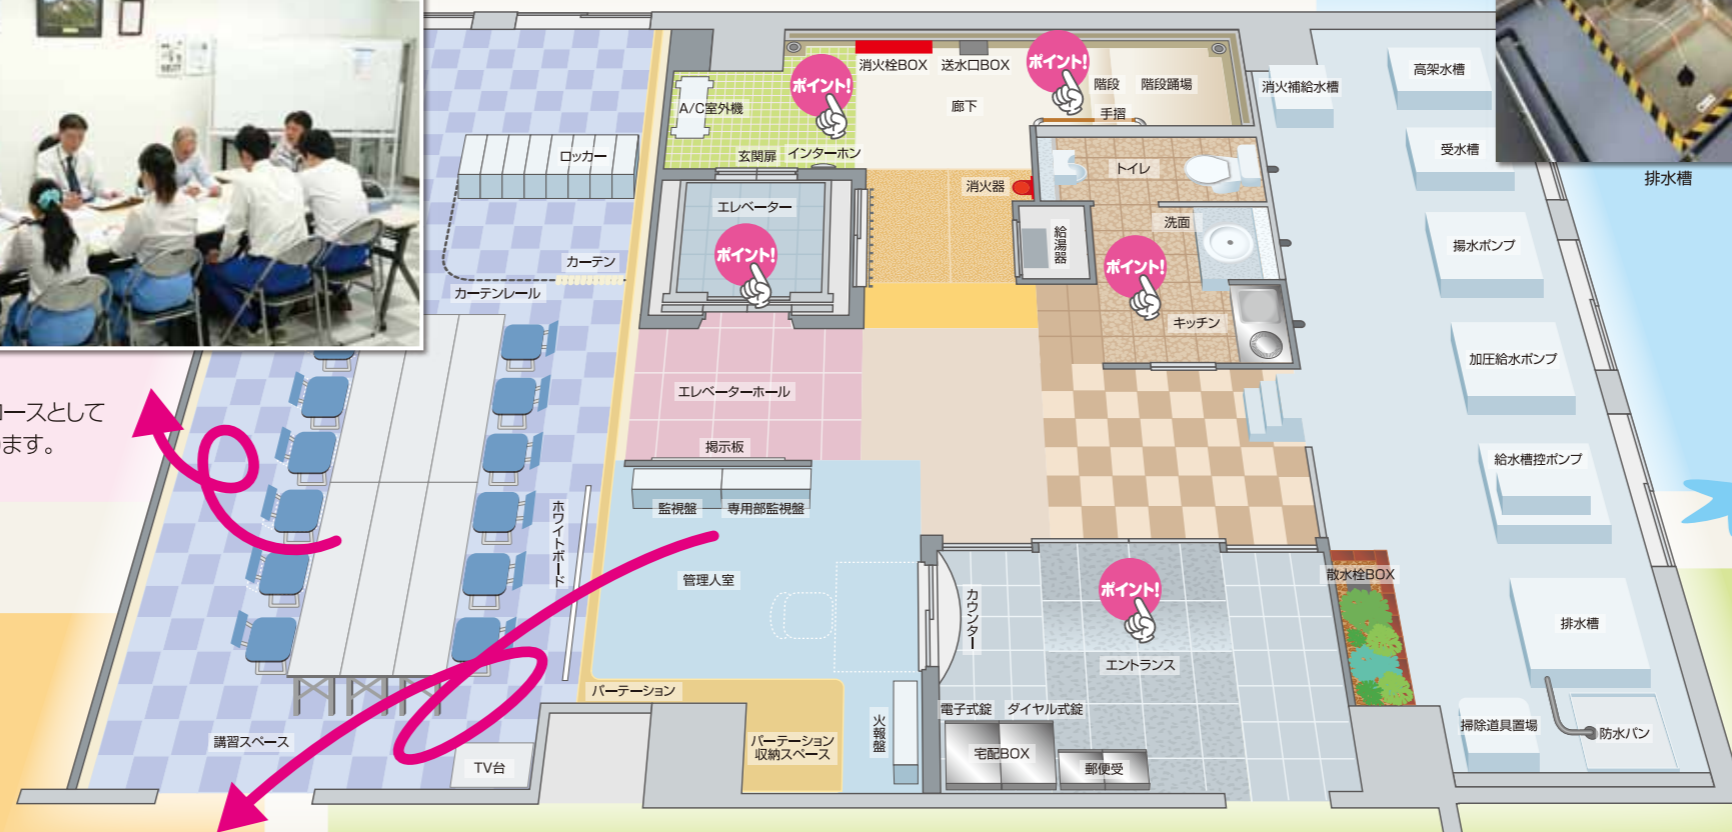 消火栓BOX
送水口BOX
ポイント!
ポイント!
階段
階段踊場
A/C室外機
廊下
手摺
消火補給水槽
高架水槽
玄関扉
インターホン
ロッカー
トイレ
受水槽
排水槽
消火器
エレベーター
洗面
給湯器
揚水ポンプ
ポイント!
ポイント!
カーテン
カーテンレール
キッチン
加圧給水ポンプ
コースとして
ります。
エレベーターホール
掲示板
監視盤
専用部監視盤
給水槽控ポンプ
ホワイトボード
管理人室
ポイント!
カウンター
散水栓BOX
排水槽
エントランス
パーテーション
電子式錠
ダイヤル式錠
火報盤
講習スペース
パーテーション
収納スペース
宅配BOX
郵便受
TV台
掃除道具置場
防水パン